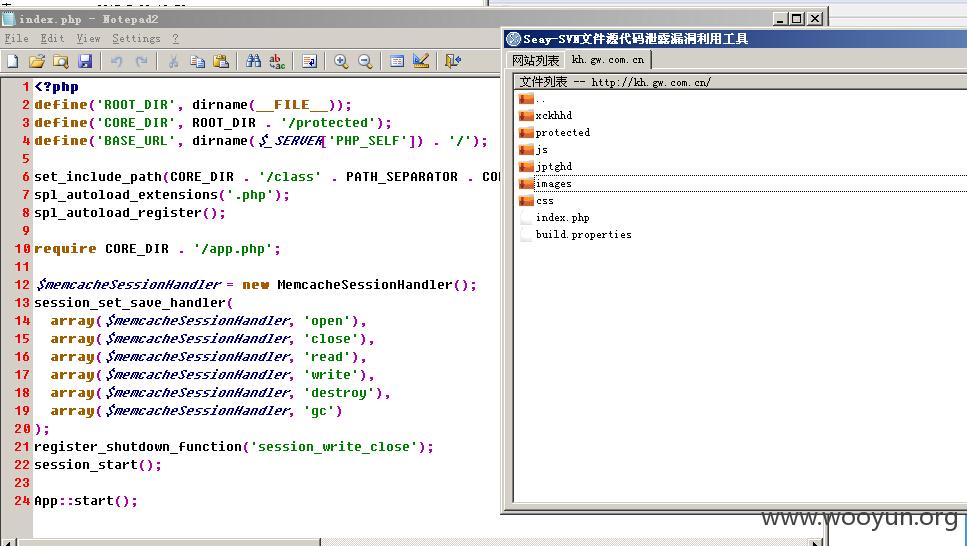 index.php - Notepad2
File Edit View Settings ?
1 <?php
2 define('ROOT_DIR', dirname(__FILE__));
3 define('CORE_DIR', ROOT_DIR . '/protected');
4 define('BASE_URL', dirname($_SERVER['PHP_SELF']) . '/');
5
6 set_include_path(CORE_DIR . '/class' . PATH_SEPARATOR . COR
7 spl_autoload_extensions('.php');
8 spl_autoload_register();
9
10 require CORE_DIR . '/app.php';
11
12 $memcacheSessionHandler = new MemcacheSessionHandler();
13 session_set_save_handler(
14 array($memcacheSessionHandler, 'open'),
15 array($memcacheSessionHandler, 'close'),
16 array($memcacheSessionHandler, 'read'),
17 array($memcacheSessionHandler, 'write'),
18 array($memcacheSessionHandler, 'destroy'),
19 array($memcacheSessionHandler, 'gc')
20 );
21 register_shutdown_function('session_write_close');
22 session_start();
23
24 App::start();
Seay-SVN文件源代码泄露漏洞利用工具
网站列表 kh.gw.com.cn
文件列表 -- http://kh.gw.com.cn/
..
xckhhd
protected
js
jptghd
images
css
index.php
build.properties
www.wooyun.org